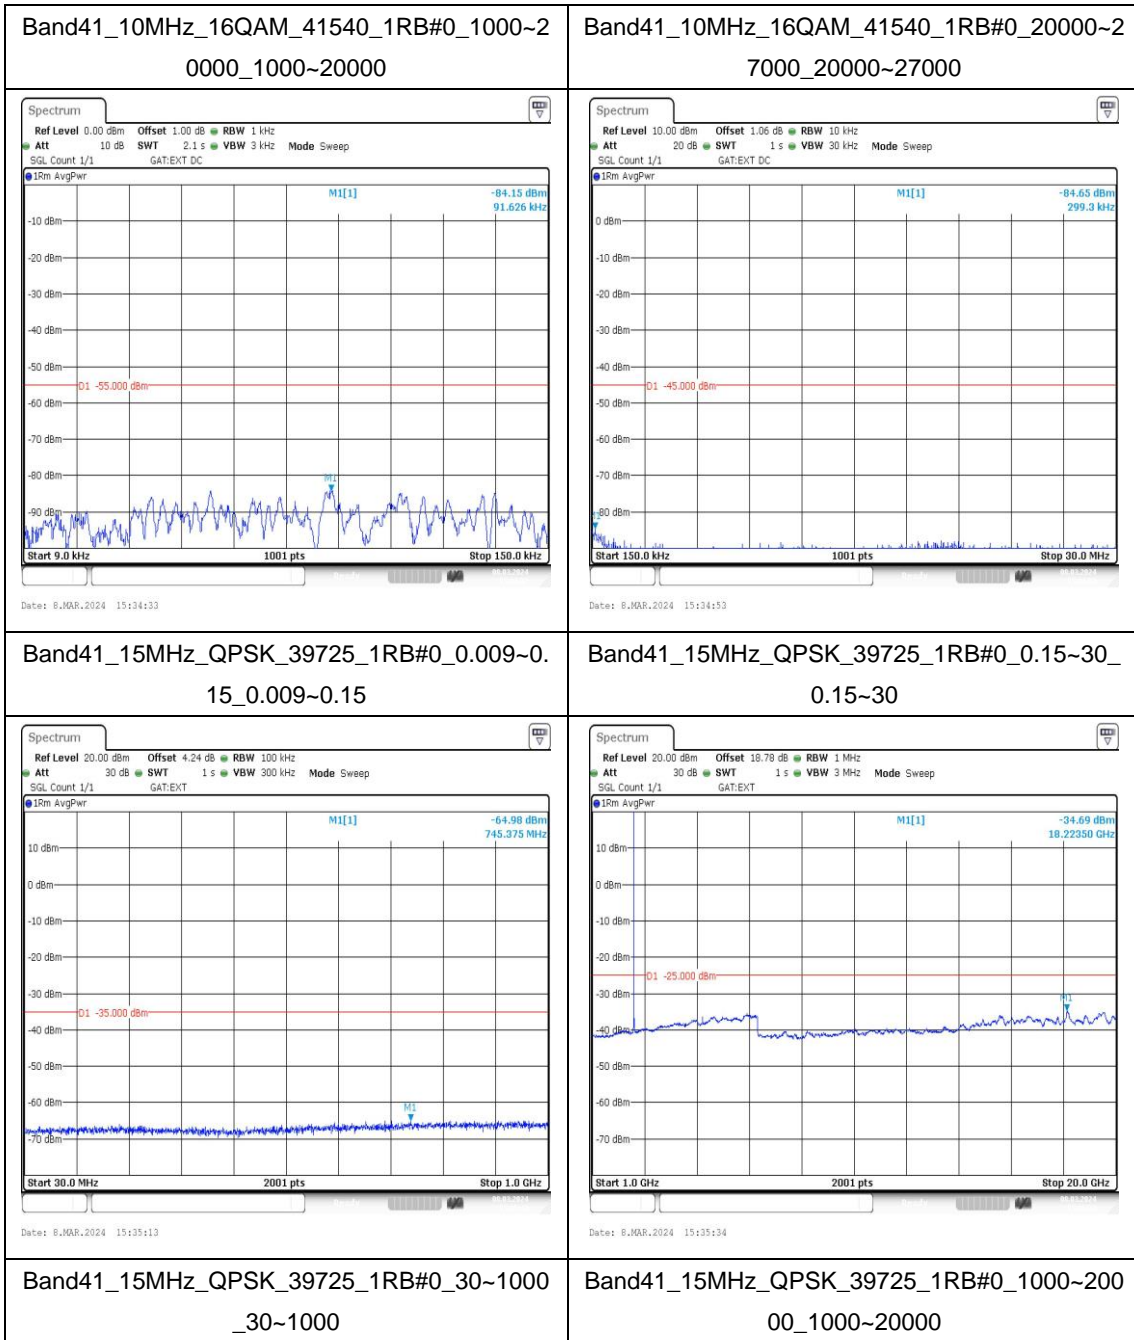 Band41_10MHz_16QAM_41540_1RB#0_1000~2
0000_1000~20000
Band41_10MHz_16QAM_41540_1RB#0_20000~2
7000_20000~27000
Spectrum
Ref Level 0.00 dBm Offset 1.00 dB RBW 1 kHz
Att 10 dB SWT 2.1 s VBW 3 kHz Mode Sweep
SGL Count 1/1 GAT:EXT DC
1Rm AvgPwr
M1[1] -84.15 dBm
91.626 kHz
-10 dBm
-20 dBm
-30 dBm
-40 dBm
-50 dBm
D1 -55.000 dBm
-60 dBm
-70 dBm
-80 dBm
M1
-90 dBm
Start 9.0 kHz 1001 pts Stop 150.0 kHz
Date: 8.MAR.2024 15:34:33
Spectrum
Ref Level 10.00 dBm Offset 1.06 dB RBW 10 kHz
Att 20 dB SWT 1 s VBW 30 kHz Mode Sweep
SGL Count 1/1 GAT:EXT DC
1Rm AvgPwr
M1[1] -84.65 dBm
299.3 kHz
0 dBm
-10 dBm
-20 dBm
-30 dBm
-40 dBm
D1 -45.000 dBm
-50 dBm
-60 dBm
-70 dBm
-80 dBm
Start 150.0 kHz 1001 pts Stop 30.0 MHz
Date: 8.MAR.2024 15:34:53
Band41_15MHz_QPSK_39725_1RB#0_0.009~0.
15_0.009~0.15
Band41_15MHz_QPSK_39725_1RB#0_0.15~30_
0.15~30
Spectrum
Ref Level 20.00 dBm Offset 4.24 dB RBW 100 kHz
Att 30 dB SWT 1 s VBW 300 kHz Mode Sweep
SGL Count 1/1 GAT:EXT
1Rm AvgPwr
M1[1] -64.98 dBm
745.375 MHz
10 dBm
0 dBm
-10 dBm
-20 dBm
-30 dBm
D1 -35.000 dBm
-40 dBm
-50 dBm
-60 dBm
M1
-70 dBm
Start 30.0 MHz 2001 pts Stop 1.0 GHz
Date: 8.MAR.2024 15:35:13
Spectrum
Ref Level 20.00 dBm Offset 18.78 dB RBW 1 MHz
Att 30 dB SWT 1 s VBW 3 MHz Mode Sweep
SGL Count 1/1 GAT:EXT
1Rm AvgPwr
M1[1] -34.69 dBm
18.22350 GHz
10 dBm
0 dBm
-10 dBm
-20 dBm
D1 -25.000 dBm
-30 dBm
M1
-40 dBm
-50 dBm
-60 dBm
-70 dBm
Start 1.0 GHz 2001 pts Stop 20.0 GHz
Date: 8.MAR.2024 15:35:34
Band41_15MHz_QPSK_39725_1RB#0_30~1000
_30~1000
Band41_15MHz_QPSK_39725_1RB#0_1000~200
00_1000~20000